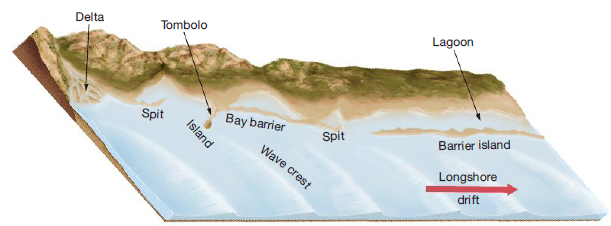 Delta
Tombolo
Lagoon
Spit
Island
Bay barrier
Spit
Wave crest
Barrier island
Longshore
drift